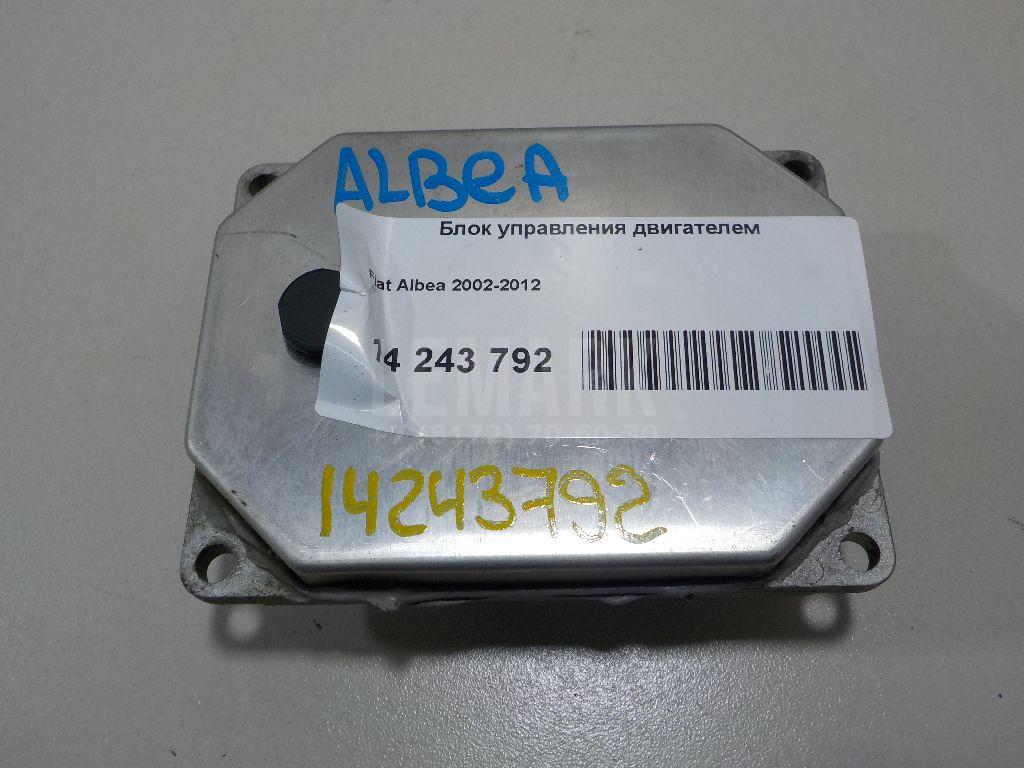 ALBeA
Блок управления двигателем
Fiat Albea 2002-2012
14 243 792
14243792